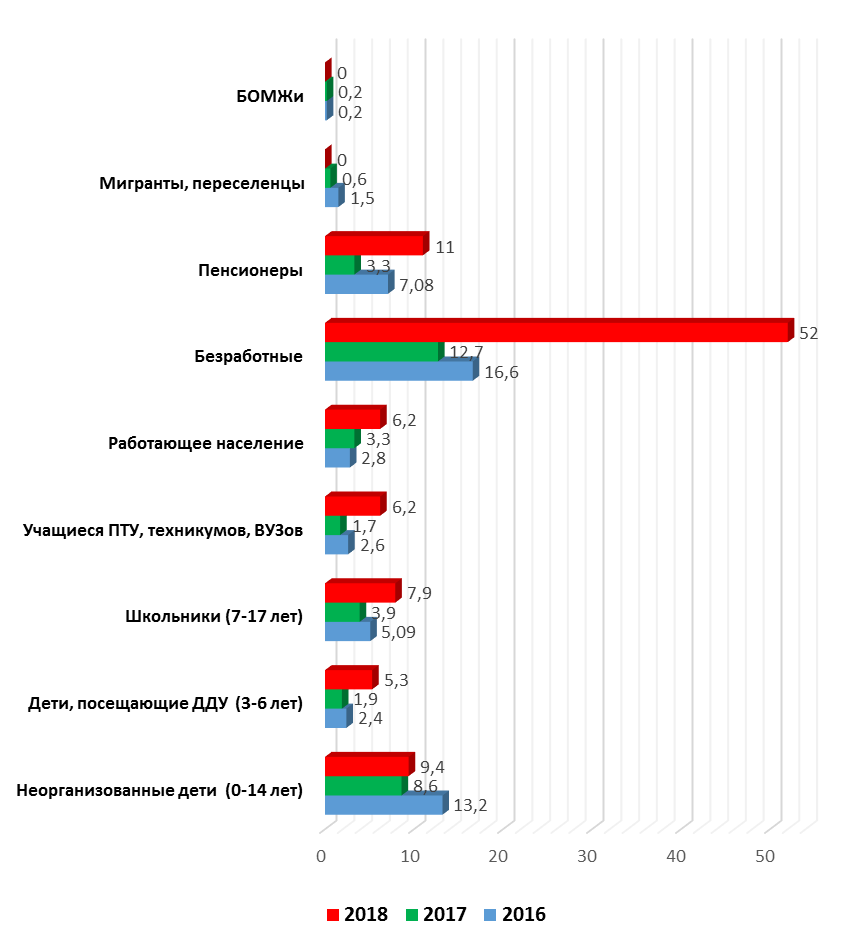 БОМЖи
0
0,2
0,2
Мигранты, переселенцы
0
0,6
1,5
Пенсионеры
11
3,3
7,08
Безработные
52
12,7
16,6
Работающее население
6,2
3,3
2,8
Учащиеся ПТУ, техникумов, ВУЗов
6,2
1,7
2,6
Школьники (7-17 лет)
7,9
3,9
5,09
Дети, посещающие ДДУ (3-6 лет)
5,3
1,9
2,4
Неорганизованные дети (0-14 лет)
9,4
8,6
13,2
0 10 20 30 40 50
2018 2017 2016